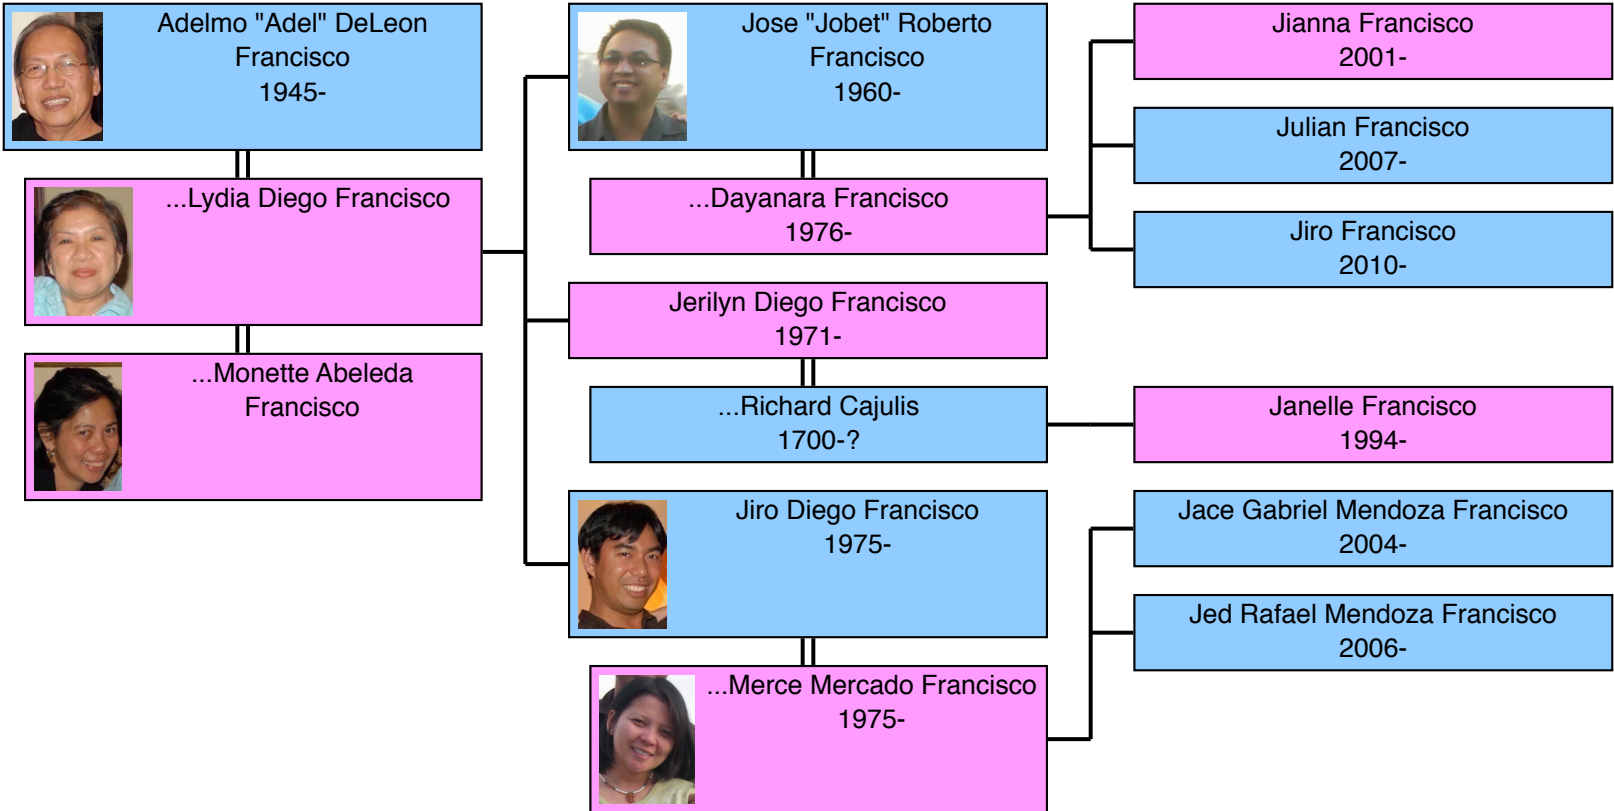 Adelmo "Adel" DeLeon
Francisco
1945-
...Lydia Diego Francisco
...Monette Abeleda
Francisco
Jose "Jobet" Roberto
Francisco
1960-
...Dayanara Francisco
1976-
Jerilyn Diego Francisco
1971-
...Richard Cajulis
1700-?
Jiro Diego Francisco
1975-
...Merce Mercado Francisco
1975-
Jianna Francisco
2001-
Julian Francisco
2007-
Jiro Francisco
2010-
Janelle Francisco
1994-
Jace Gabriel Mendoza Francisco
2004-
Jed Rafael Mendoza Francisco
2006-